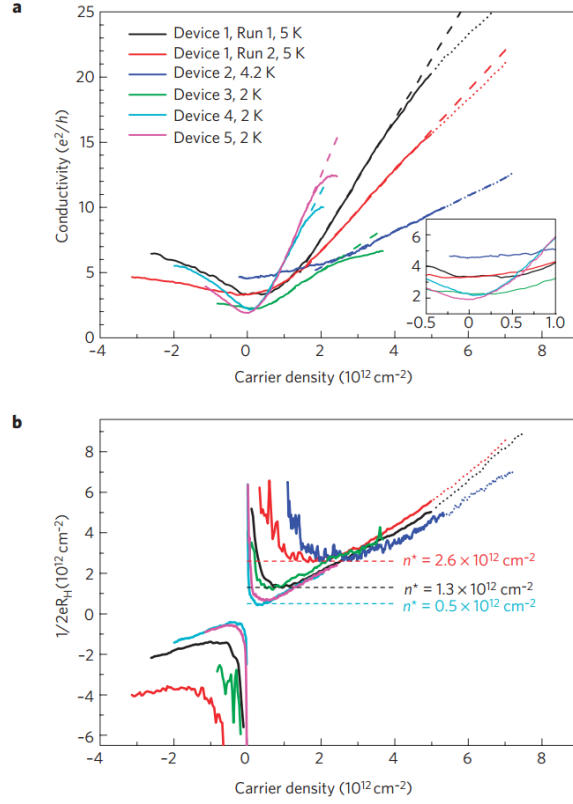 a
25
20
15
10
5
0
Conductivity (e²/h)
Device 1, Run 1, 5 K
Device 1, Run 2, 5 K
Device 2, 4.2 K
Device 3, 2 K
Device 4, 2 K
Device 5, 2 K
6
4
2
-0.5 0 0.5 1.0
-4 -2 0 2 4 6 8
Carrier density (10¹² cm⁻²)
b
8
6
4
2
0
-2
-4
-6
1/2eR_H (10¹² cm⁻²)
n* = 2.6 × 10¹² cm⁻²
n* = 1.3 × 10¹² cm⁻²
n* = 0.5 × 10¹² cm⁻²
-4 -2 0 2 4 6 8
Carrier density (10¹² cm⁻²)